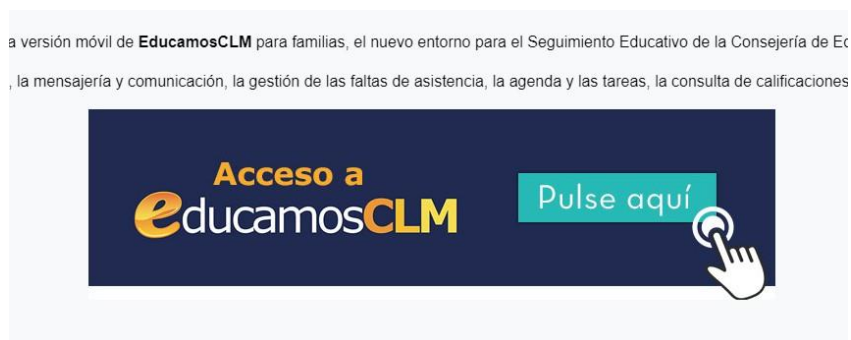 a versión móvil de EducamosCLM para familias, el nuevo entorno para el Seguimiento Educativo de la Consejería de
, la mensajería y comunicación, la gestión de las faltas de asistencia, la agenda y las tareas, la consulta de calificaciones
Acceso a
educamosCLM
Pulse aquí